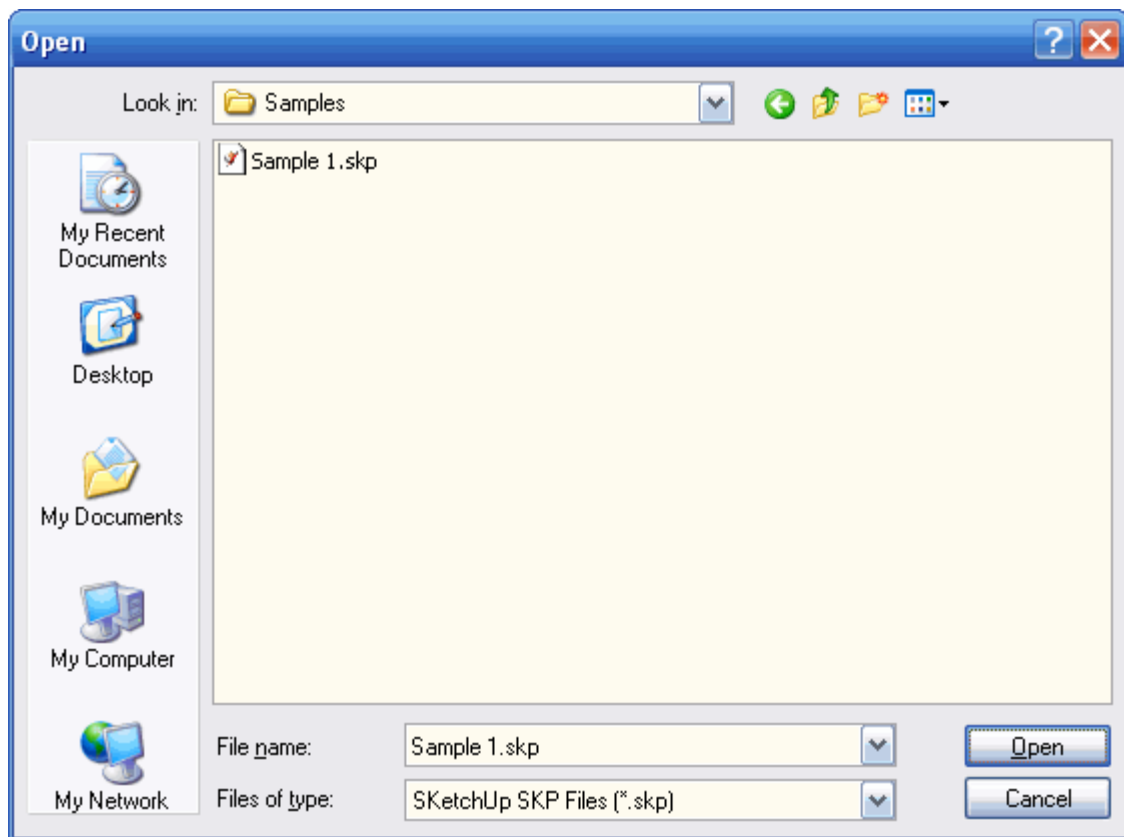 Open
Look in:
Samples
Sample 1.skp
My Recent
Documents
Desktop
My Documents
My Computer
My Network
File name:
Sample 1.skp
Open
Files of type:
SKetchUp SKP Files (*.skp)
Cancel